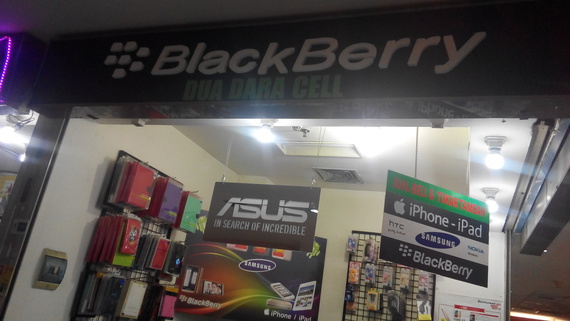 BlackBerry
DUA DARA CELL
ASUS
IN SEARCH OF INCREDIBLE
iPhone - iPad
hTC
SAMSUNG
NOKIA
BlackBerry
SAMSUNG
BlackBerry
iPhone / iPad